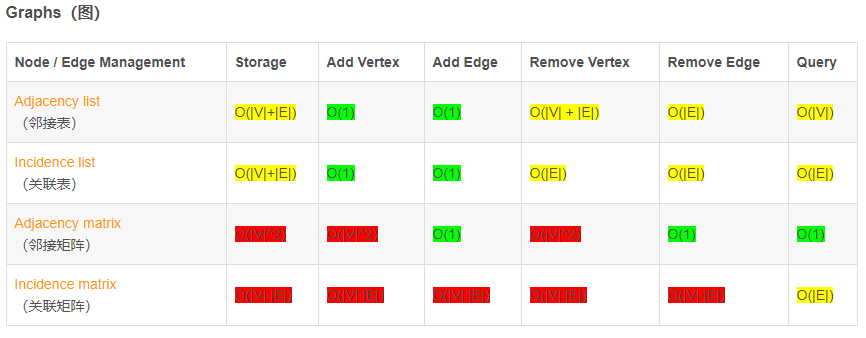 Graphs（图）
Node / Edge Management Storage Add Vertex Add Edge Remove Vertex Remove Edge Query
Adjacency list
（邻接表） O(|V|+|E|) O(1) O(1) O(|V| + |E|) O(|E|) O(|V|)
Incidence list
（关联表） O(|V|+|E|) O(1) O(1) O(|E|) O(|E|) O(|E|)
Adjacency matrix
（邻接矩阵） O(|V|^2) O(|V|^2) O(1) O(|V|^2) O(1) O(1)
Incidence matrix
（关联矩阵） O(|V|·|E|) O(|V|·|E|) O(|V|·|E|) O(|V|·|E|) O(|V|·|E|) O(|E|)